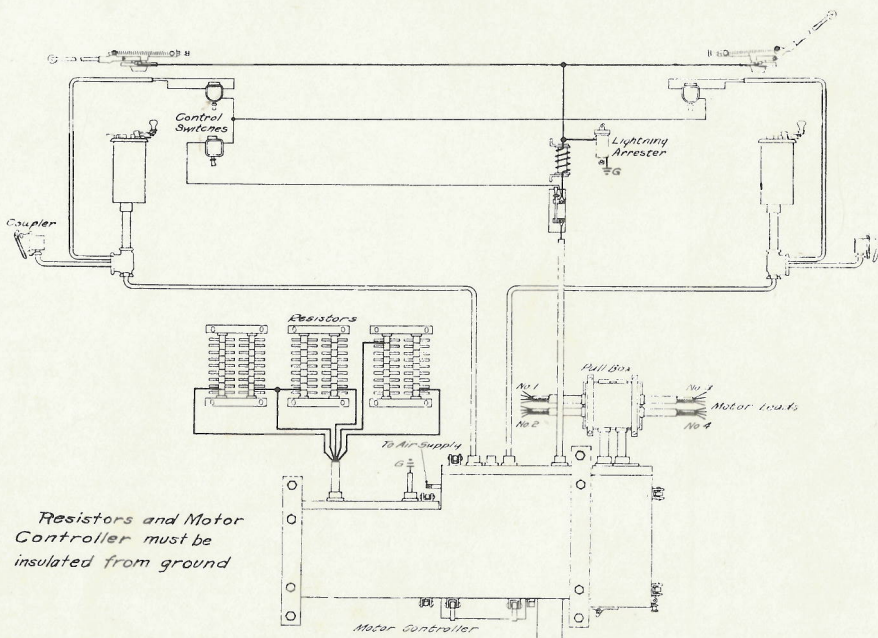 Control
Switches
Lightning
Arrester
G
Coupler
Resistors
Pull Box
No 1
No 3
Motor Leads
No 2
No 4
To Air Supply
G
Resistors and Motor
Controller must be
insulated from ground
Motor Controller